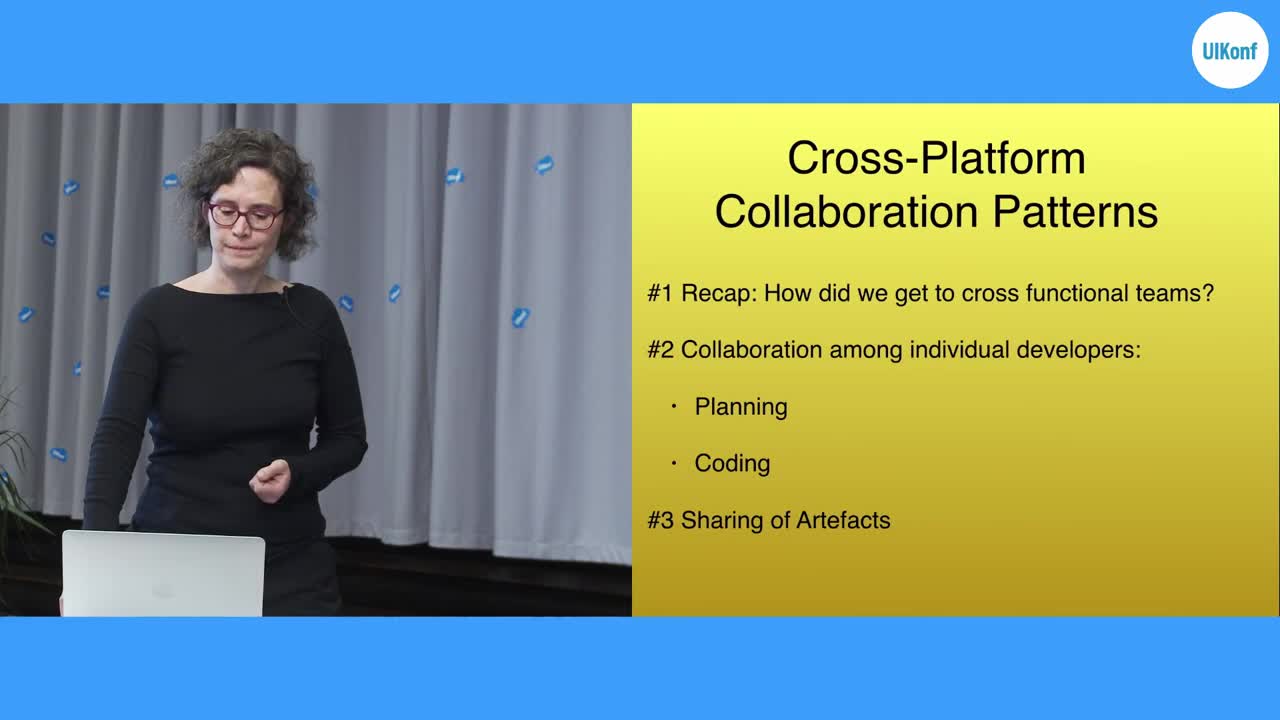 UIKonf
Cross-Platform
Collaboration Patterns
#1 Recap: How did we get to cross functional teams?
#2 Collaboration among individual developers:
• Planning
• Coding
#3 Sharing of Artefacts